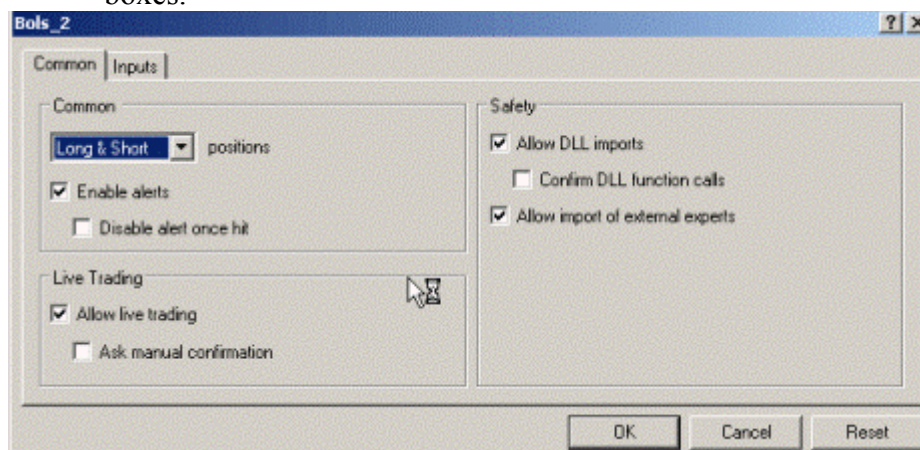 boxes.
Bols_2
Common Inputs
Common
Long & Short positions
Enable alerts
Disable alert once hit
Live Trading
Allow live trading
Ask manual confirmation
Safety
Allow DLL imports
Confirm DLL function calls
Allow import of external experts
OK Cancel Reset